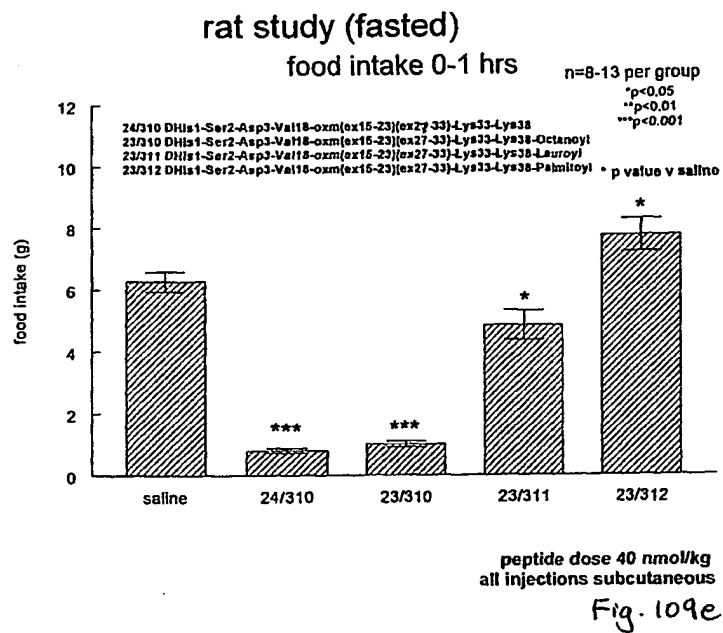 rat study (fasted)
food intake 0-1 hrs
n=8-13 per group
*p<0.05
**p<0.01
***p<0.001
24/310 DHis1-Ser2-Asp3-Val18-oxm(ex15-23)(ex27-33)-Lys33-Lys38
23/310 DHis1-Ser2-Asp3-Val18-oxm(ex15-23)(ex27-33)-Lys33-Lys38-Octanoyl
23/311 DHis1-Ser2-Asp3-Val18-oxm(ex15-23)(ex27-33)-Lys33-Lys38-Lauroyl
23/312 DHis1-Ser2-Asp3-Val18-oxm(ex15-23)(ex27-33)-Lys33-Lys38-Palmitoyl
* p value v saline
food intake (g)
12
10
8
6
4
2
0
*** *** * *
saline 24/310 23/310 23/311 23/312
peptide dose 40 nmol/kg
all injections subcutaneous
Fig. 109e